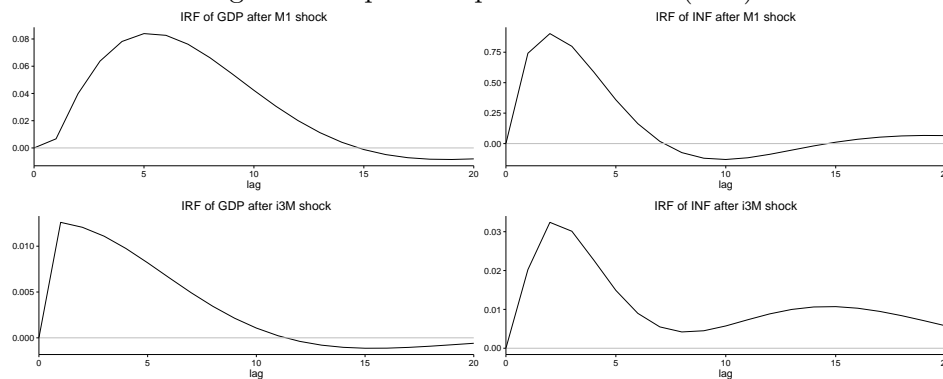 IRF of GDP after M1 shock
0.08
0.06
0.04
0.02
0.00
0 5 10 15 20
lag
IRF of INF after M1 shock
0.75
0.50
0.25
0.00
0 5 10 15
lag
IRF of GDP after i3M shock
0.010
0.005
0.000
0 5 10 15 20
lag
IRF of INF after i3M shock
0.03
0.02
0.01
0.00
0 5 10 15
lag